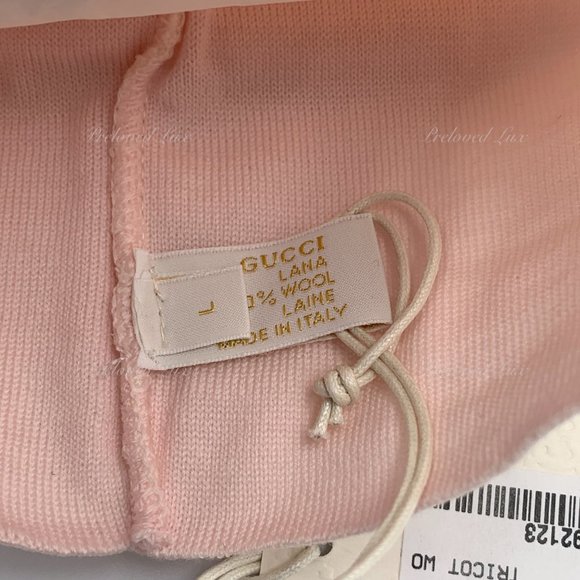 Preloved Lux
Preloved Lux
GUCCI
LANA
0% WOOL
LAINE
MADE IN ITALY
L
92123
TRICOT WO